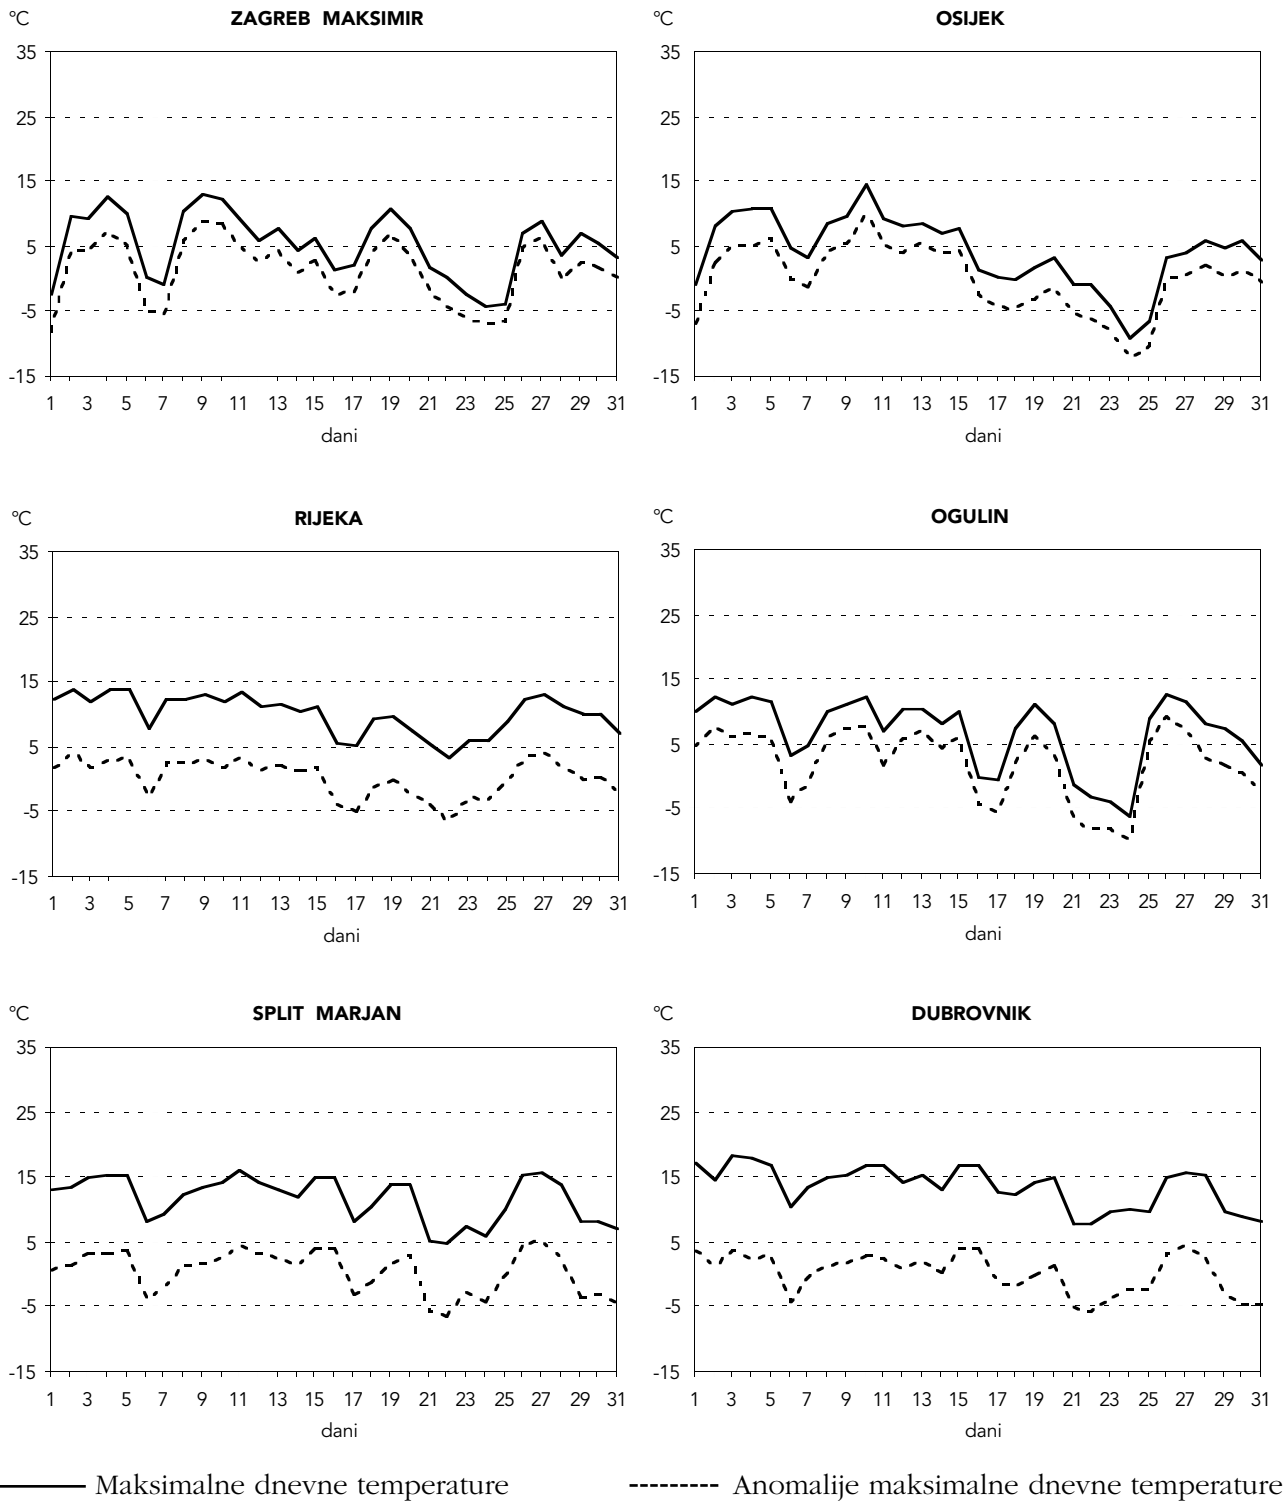 °C ZAGREB MAKSIMIR
35
25
15
5
-5
-15
1 3 5 7 9 11 13 15 17 19 21 23 25 27 29 31
dani
°C OSIJEK
35
25
15
5
-5
-15
1 3 5 7 9 11 13 15 17 19 21 23 25 27 29 31
dani
°C RIJEKA
35
25
15
5
-5
-15
1 3 5 7 9 11 13 15 17 19 21 23 25 27 29 31
dani
°C OGULIN
35
25
15
5
-5
-15
1 3 5 7 9 11 13 15 17 19 21 23 25 27 29 31
dani
°C SPLIT MARJAN
35
25
15
5
-5
-15
1 3 5 7 9 11 13 15 17 19 21 23 25 27 29 31
dani
°C DUBROVNIK
35
25
15
5
-5
-15
1 3 5 7 9 11 13 15 17 19 21 23 25 27 29 31
dani
Maksimalne dnevne temperature
Anomalije maksimalne dnevne temperature